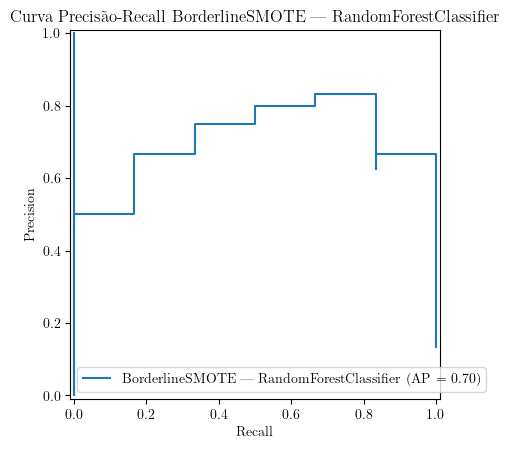 Curva Precisão-Recall BorderlineSMOTE — RandomForestClassifier
1.0
0.8
0.6
0.4
0.2
0.0
Precision
BorderlineSMOTE — RandomForestClassifier (AP = 0.70)
0.0 0.2 0.4 0.6 0.8 1.0
Recall